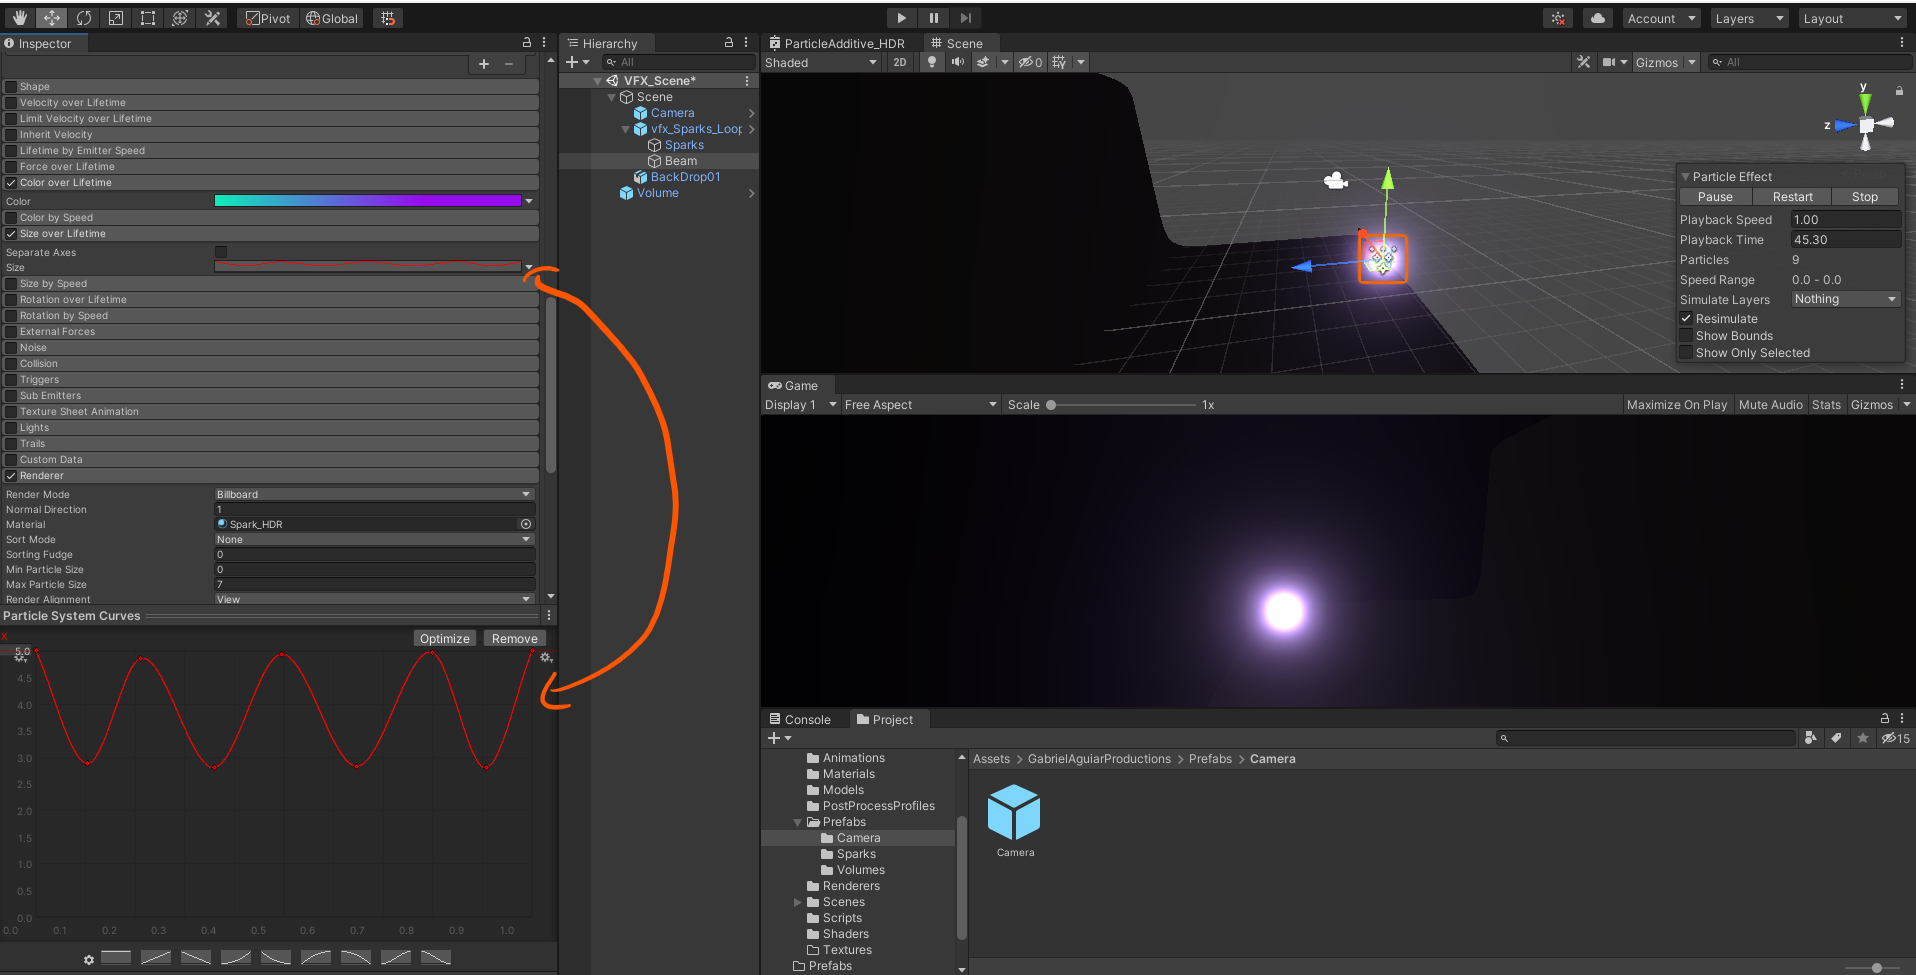 Pivot Global
Account Layers Layout
Inspector
Shape
Velocity over Lifetime
Limit Velocity over Lifetime
Inherit Velocity
Lifetime by Emitter Speed
Force over Lifetime
Color over Lifetime
Color
Color by Speed
Size over Lifetime
Separate Axes
Size
Size by Speed
Rotation over Lifetime
Rotation by Speed
External Forces
Noise
Collision
Triggers
Sub Emitters
Texture Sheet Animation
Lights
Trails
Custom Data
Renderer
Render Mode Billboard
Normal Direction 1
Material Spark_HDR
Sort Mode None
Sorting Fudge 0
Min Particle Size 0
Max Particle Size 7
Render Alignment View
Particle System Curves
Optimize Remove
x
5.0
4.5
4.0
3.5
3.0
2.5
2.0
1.5
1.0
0.5
0.0
0.0 0.1 0.2 0.3 0.4 0.5 0.6 0.7 0.8 0.9 1.0
Hierarchy
All
VFX_Scene*
Scene
Camera
vfx_Sparks_Loop
Sparks
Beam
BackDrop01
Volume
ParticleAdditive_HDR Scene
Shaded 2D 0 Gizmos All
y
z
Particle Effect
Pause Restart Stop
Playback Speed 1.00
Playback Time 45.30
Particles 9
Speed Range 0.0 - 0.0
Simulate Layers Nothing
Resimulate
Show Bounds
Show Only Selected
Game
Display 1 Free Aspect Scale 1x Maximize On Play Mute Audio Stats Gizmos
Console Project
15
Animations
Materials
Models
PostProcessProfiles
Prefabs
Camera
Sparks
Volumes
Renderers
Scenes
Scripts
Shaders
Textures
Prefabs
Assets > GabrielAguiarProductions > Prefabs > Camera
Camera